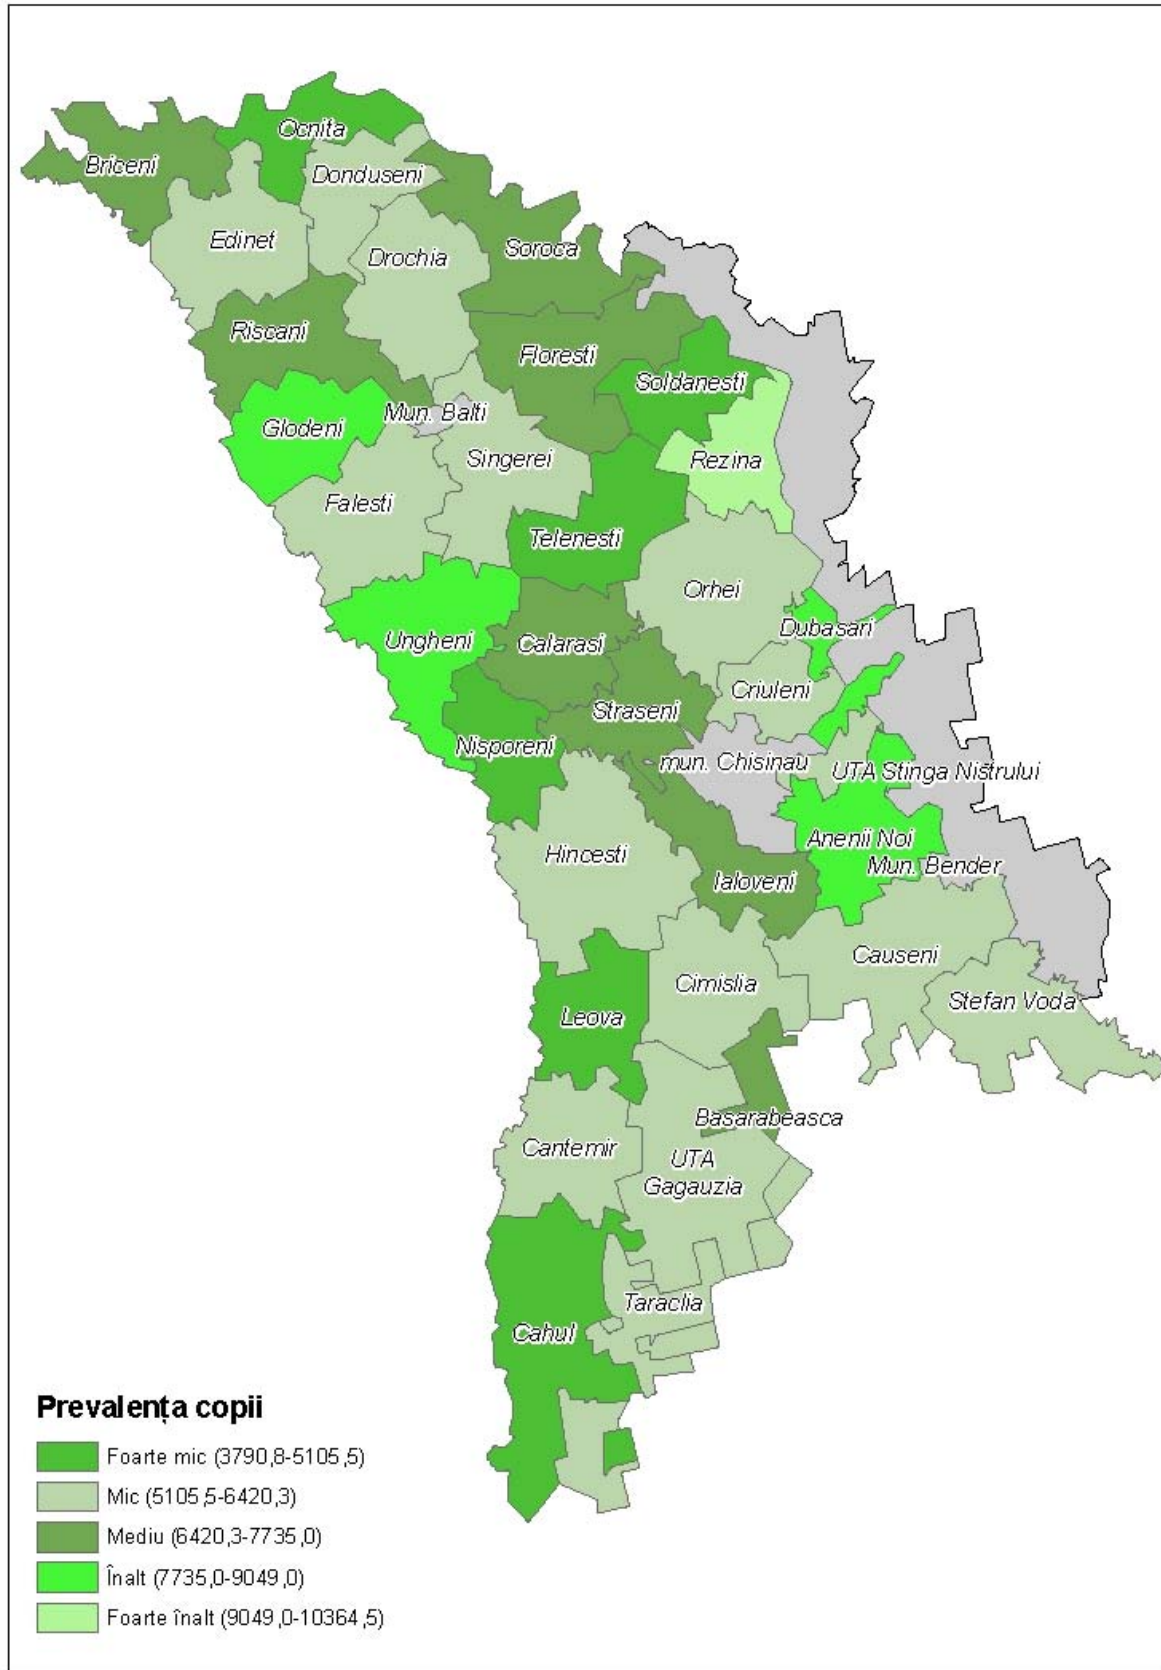 Ocnita
Briceni
Donduseni
Edinet
Drochia
Soroca
Riscani
Floresti
Soldanesti
Glodeni
Mun. Balti
Singerei
Rezina
Falesti
Telenesti
Orhei
Dubasari
Ungheni
Calarasi
Criuleni
Straseni
Nisporeni
mun. Chisinau
UTA Stinga Nistrului
Anenii Noi
Hincesti
Mun. Bender
Ialoveni
Causeni
Cimislia
Stefan Voda
Leova
Basarabeasca
Cantemir
UTA
Gagauzia
Taraclia
Cahul
Prevalența copii
Foarte mic (3790,8-5105,5)
Mic (5105,5-6420,3)
Mediu (6420,3-7735,0)
Înalt (7735,0-9049,0)
Foarte înalt (9049,0-10364,5)